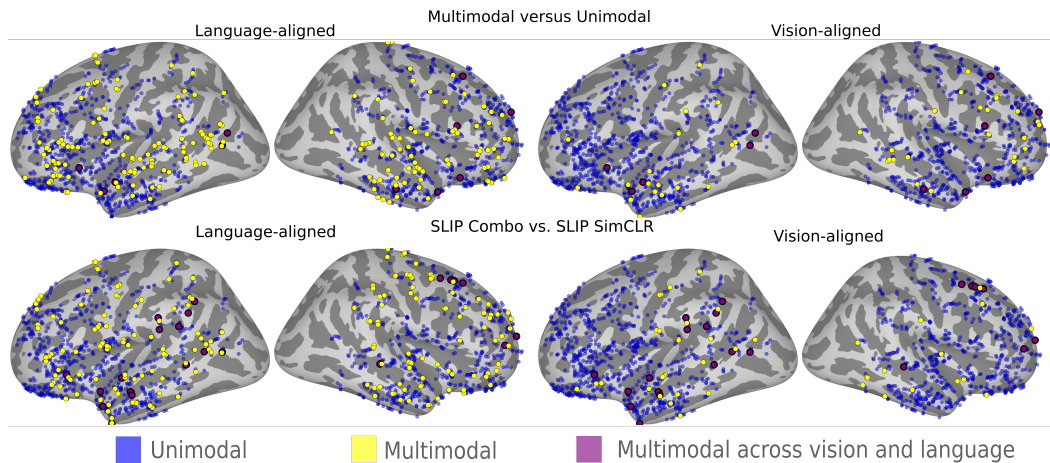 Multimodal versus Unimodal
Language-aligned
Vision-aligned
SLIP Combo vs. SLIP SimCLR
Language-aligned
Vision-aligned
Unimodal
Multimodal
Multimodal across vision and language